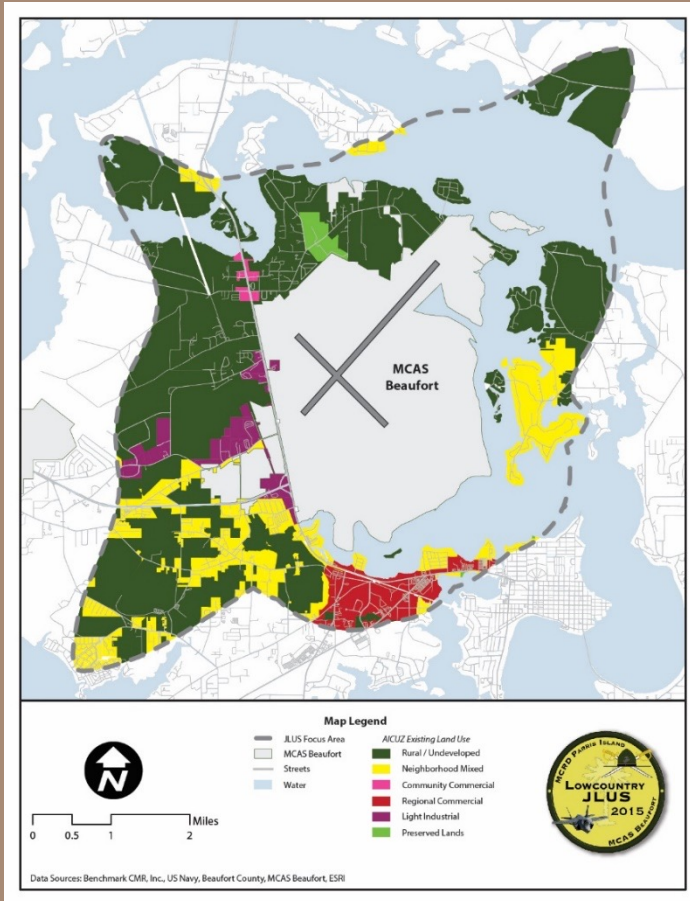 MCAS
Beaufort
Map Legend
JLUS Focus Area
MCAS Beaufort
Streets
Water
AICUZ Existing Land Use
Rural / Undeveloped
Neighborhood Mixed
Community Commercial
Regional Commercial
Light Industrial
Preserved Lands
N
Miles
0 0.5 1 2
MCRD Parris Island
Lowcountry
JLUS
2015
MCAS Beaufort
Data Sources: Benchmark CMR, Inc., US Navy, Beaufort County, MCAS Beaufort, ESRI